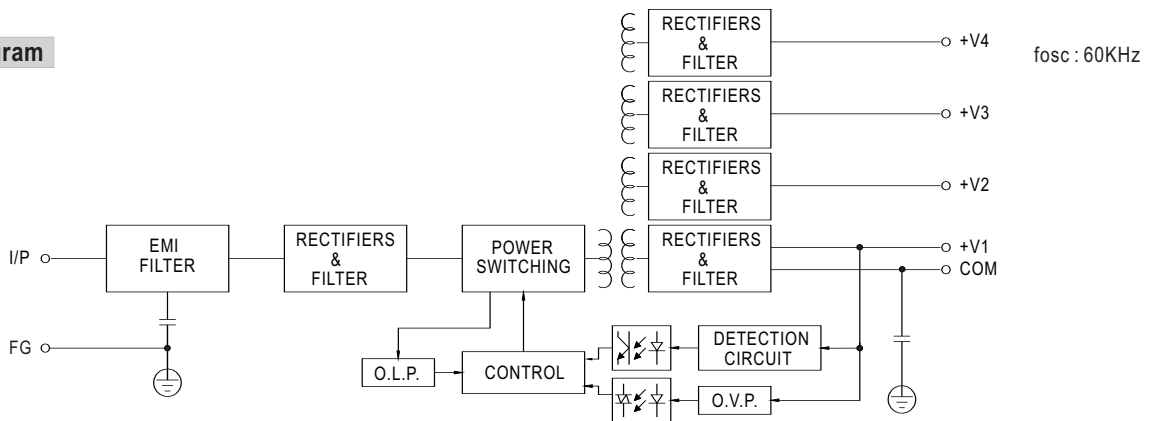 gram
RECTIFIERS
&
FILTER
+V4
fosc : 60KHz
RECTIFIERS
&
FILTER
+V3
RECTIFIERS
&
FILTER
+V2
I/P
EMI
FILTER
RECTIFIERS
&
FILTER
POWER
SWITCHING
RECTIFIERS
&
FILTER
+V1
COM
FG
O.L.P.
CONTROL
DETECTION
CIRCUIT
O.V.P.